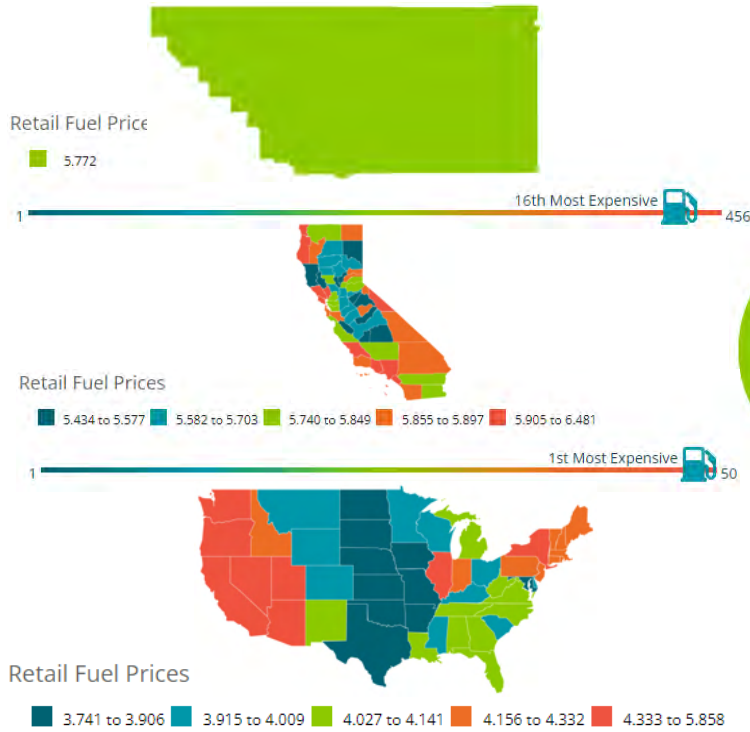 Retail Fuel Price
5.772
16th Most Expensive
1
456
Retail Fuel Prices
5.434 to 5.577 5.582 to 5.703 5.740 to 5.849 5.855 to 5.897 5.905 to 6.481
1st Most Expensive
1
50
Retail Fuel Prices
3.741 to 3.906 3.915 to 4.009 4.027 to 4.141 4.156 to 4.332 4.333 to 5.858